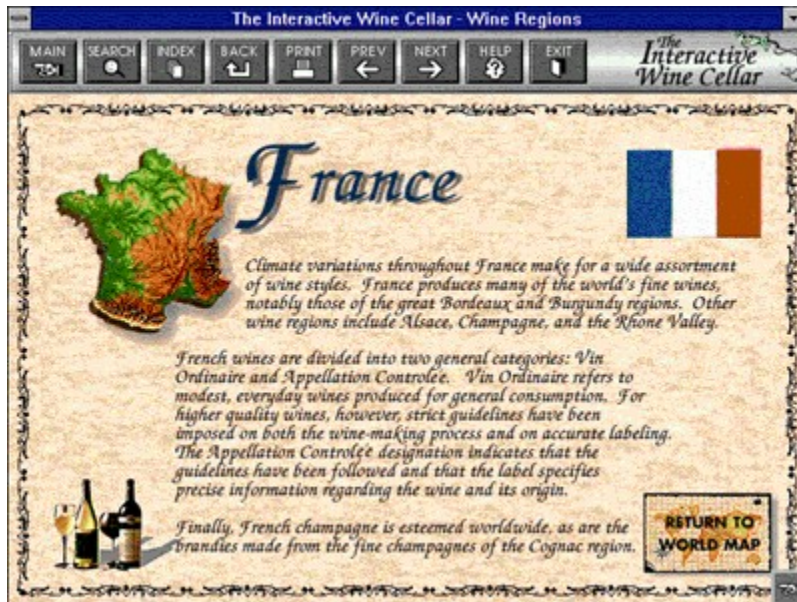 The Interactive Wine Cellar - Wine Regions
MAIN
SEARCH
INDEX
BACK
PRINT
PREV
NEXT
HELP
EXIT
The
Interactive
Wine Cellar
France
Climate variations throughout France make for a wide assortment
of wine styles. France produces many of the world's fine wines,
notably those of the great Bordeaux and Burgundy regions. Other
wine regions include Alsace, Champagne, and the Rhone Valley.
French wines are divided into two general categories: Vin
Ordinaire and Appellation Controleé. Vin Ordinaire refers to
modest, everyday wines produced for general consumption. For
higher quality wines, however, strict guidelines have been
imposed on both the wine-making process and on accurate labeling.
The Appellation Controleé designation indicates that the
guidelines have been followed and that the label specifies
precise information regarding the wine and its origin.
Finally, French champagne is esteemed worldwide, as are the
brandies made from the fine champagnes of the Cognac region.
RETURN TO
WORLD MAP